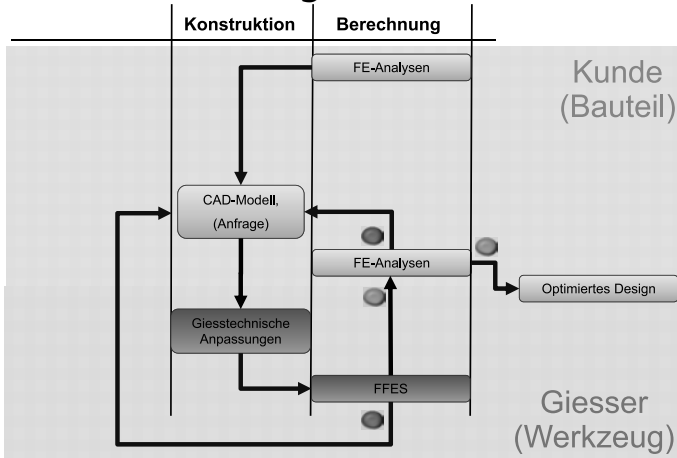 Konstruktion
Berechnung
FE-Analysen
Kunde
(Bauteil)
CAD-Modell,
(Anfrage)
FE-Analysen
Optimiertes Design
Giesstechnische
Anpassungen
FFES
Giesser
(Werkzeug)